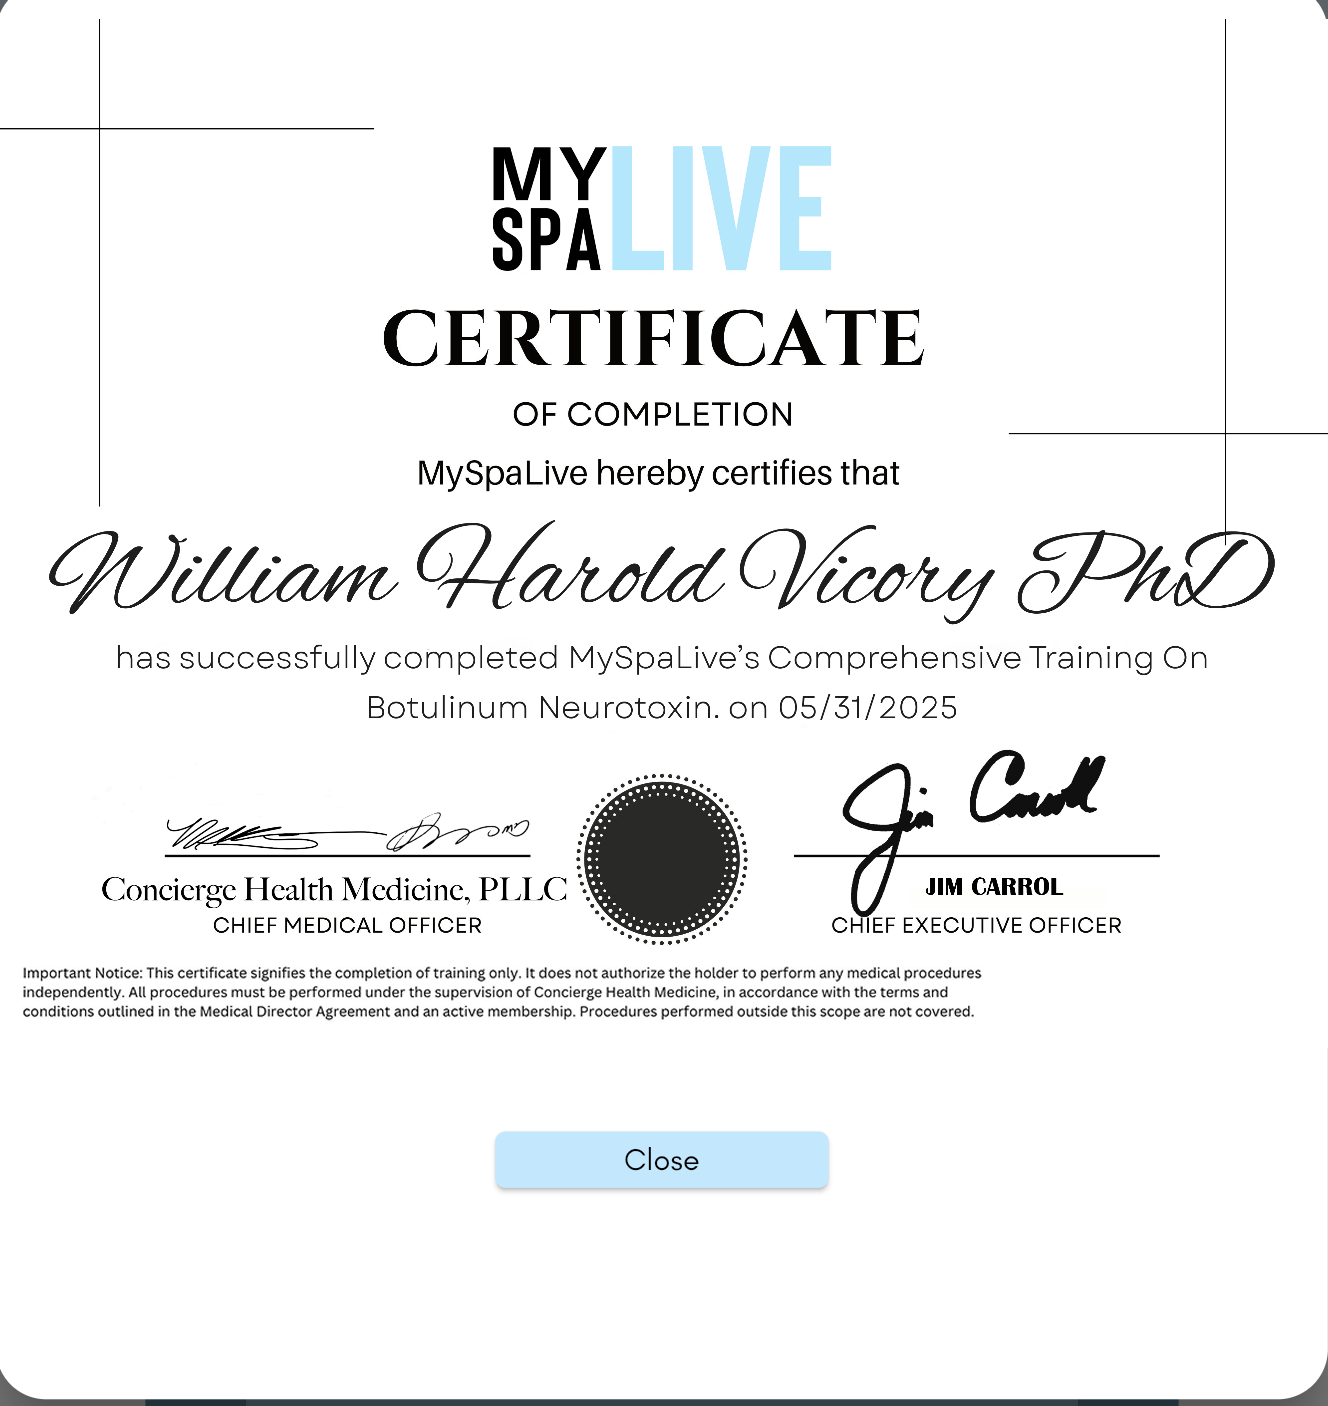 MY
SPA LIVE
CERTIFICATE
OF COMPLETION
MySpaLive hereby certifies that
William Harold Vicory PhD
has successfully completed MySpaLive’s Comprehensive Training On
Botulinum Neurotoxin. on 05/31/2025
Jim Carroll
Concierge Health Medicine, PLLC
CHIEF MEDICAL OFFICER
JIM CARROL
CHIEF EXECUTIVE OFFICER
Important Notice: This certificate signifies the completion of training only. It does not authorize the holder to perform any medical procedures
independently. All procedures must be performed under the supervision of Concierge Health Medicine, in accordance with the terms and
conditions outlined in the Medical Director Agreement and an active membership. Procedures performed outside this scope are not covered.
Close